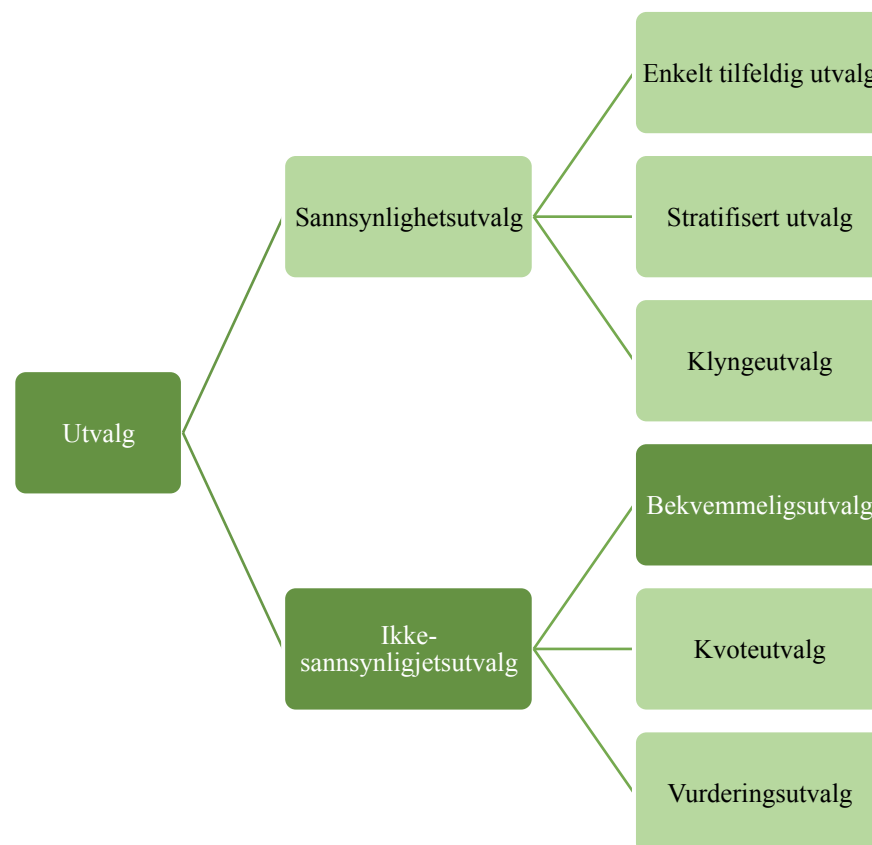 Enkelt tilfeldig utvalg
Sannsynlighetsutvalg
Stratifisert utvalg
Klyngeutvalg
Utvalg
Bekvemmeligsutvalg
Ikke-
sannsynligjetsutvalg
Kvoteutvalg
Vurderingsutvalg